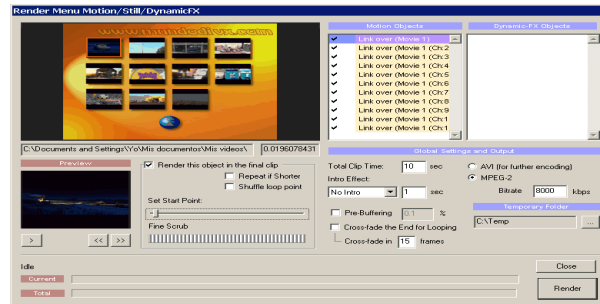 Render Menu Motion/Still/DynamicFX
www.mundodivx.com
Motion Objects
Dynamic-FX Objects
Link over (Movie 1)
Link over (Movie 1 (Ch:2
Link over (Movie 1 (Ch:3
Link over (Movie 1 (Ch:4
Link over (Movie 1 (Ch:5
Link over (Movie 1 (Ch:6
Link over (Movie 1 (Ch:7
Link over (Movie 1 (Ch:8
Link over (Movie 1 (Ch:9
Link over (Movie 1 (Ch:1
Link over (Movie 1 (Ch:1
C:\Documents and Settings\Yo\Mis documentos\Mis videos\
0.0196078431
Preview
Render this object in the final clip
Repeat if Shorter
Shuffle loop point
Set Start Point:
Fine Scrub
>
<<
>>
Global Settings and Output
Total Clip Time:
10
sec
Intro Effect:
No Intro
1
sec
Pre-Buffering
0.1
%
Cross-fade the End for Looping
Cross-fade in
15
frames
AVI (for further encoding)
MPEG-2
Bitrate
8000
kbps
Temporary Folder
C:\Temp
...
Idle
Current
Total
Close
Render